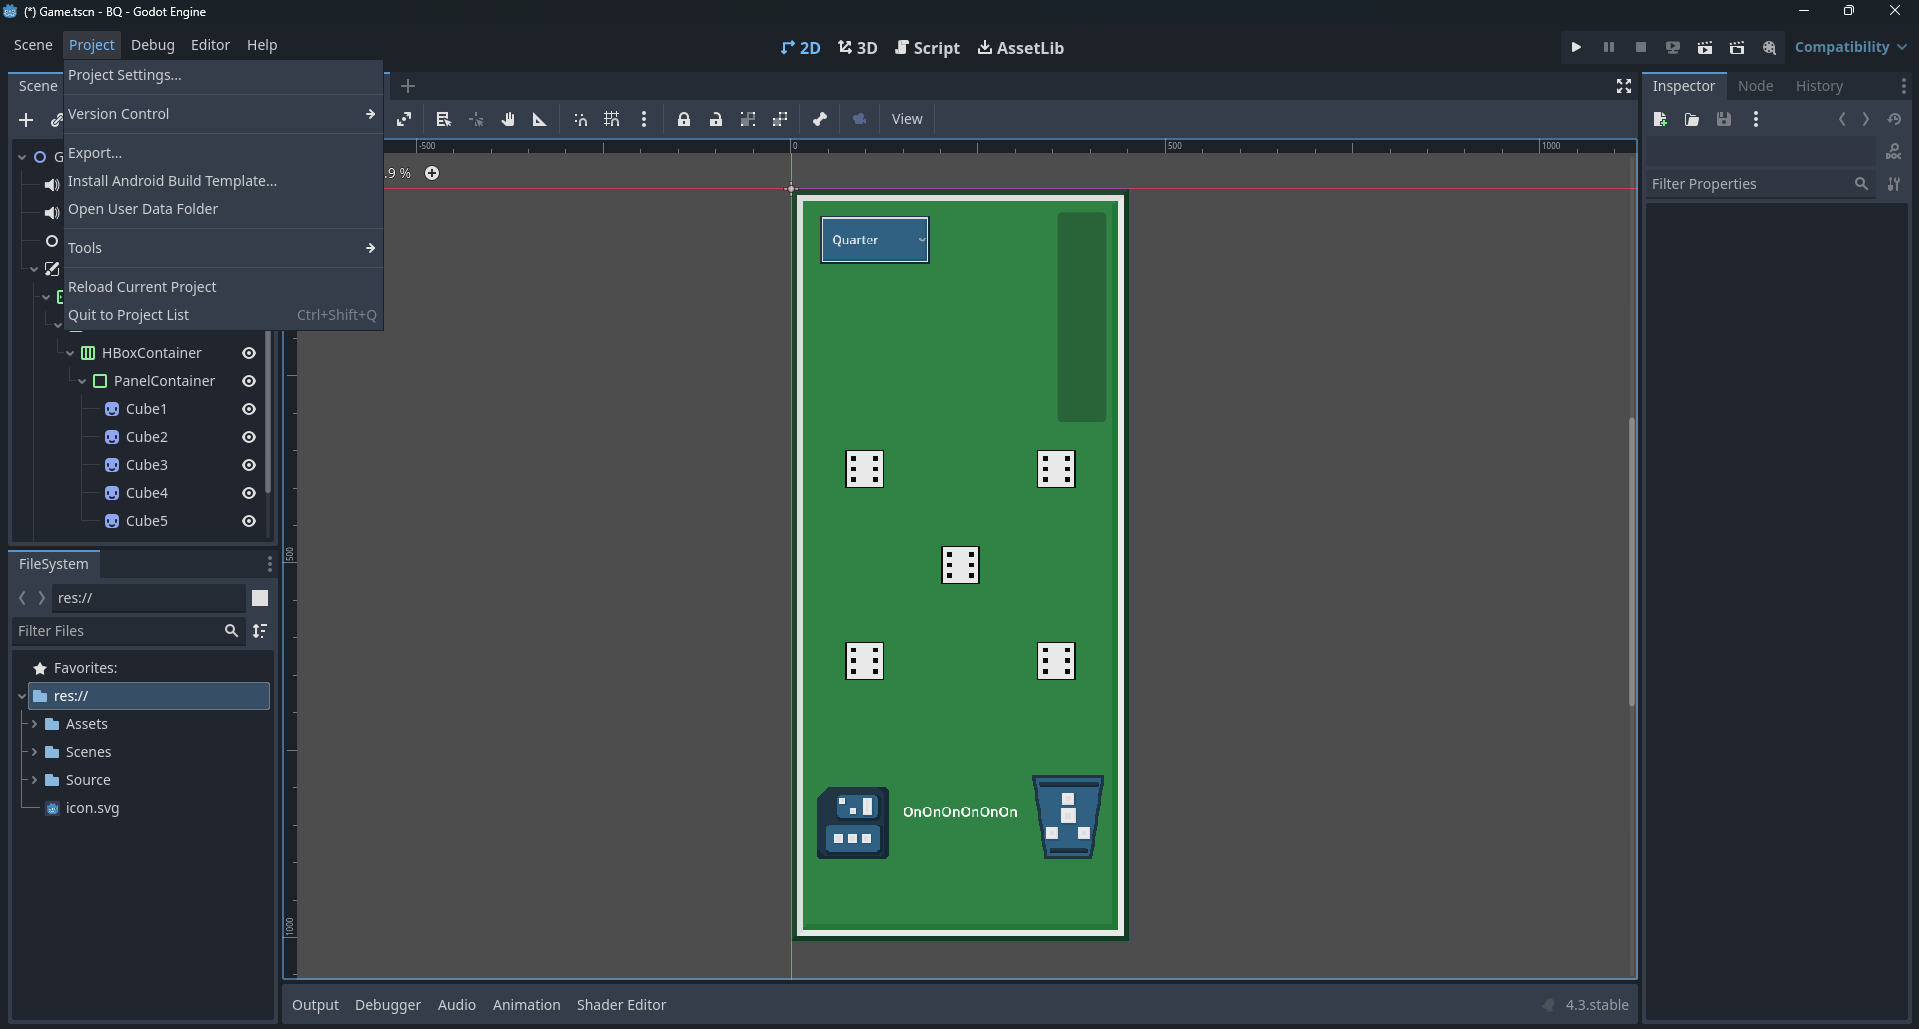 (*) Game.tscn - BQ - Godot Engine
Scene Project Debug Editor Help
2D 3D Script AssetLib
Compatibility
Scene
Project Settings...
Version Control
Export...
Install Android Build Template...
Open User Data Folder
Tools
Reload Current Project
Quit to Project List Ctrl+Shift+Q
HBoxContainer
PanelContainer
Cube1
Cube2
Cube3
Cube4
Cube5
FileSystem
res://
Filter Files
Favorites:
res://
Assets
Scenes
Source
icon.svg
View
-500 0 500 1000
.9 %
500
1000
Quarter
OnOnOnOnOnOn
Output Debugger Audio Animation Shader Editor
4.3.stable
Inspector Node History
DOC
Filter Properties